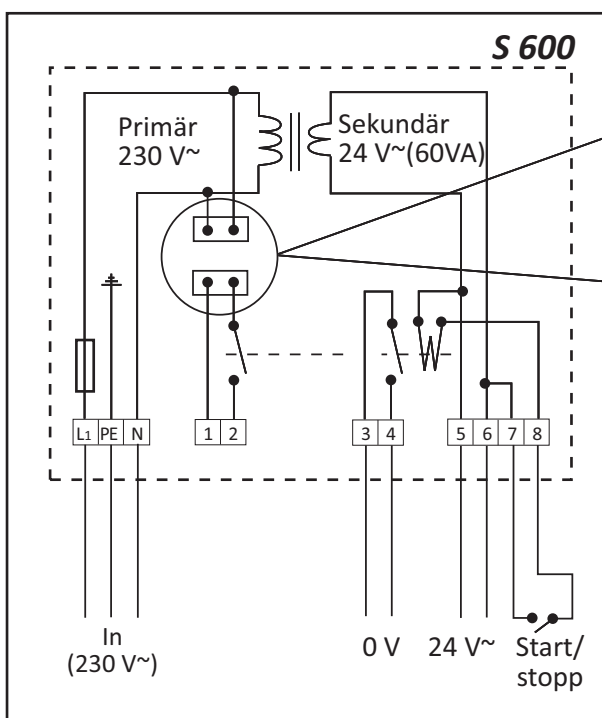 S 600
Primär
230 V~
Sekundär
24 V~(60VA)
L1 PE N 1 2 3 4 5 6 7 8
In
(230 V~)
0 V
24 V~
Start/
stopp